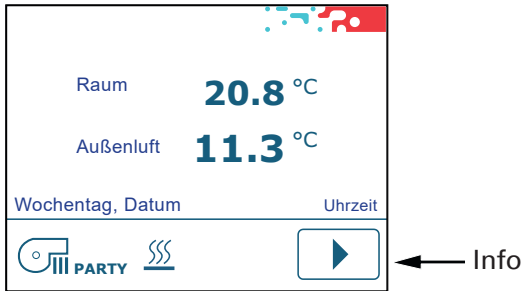 Raum 20.8 °C
Außenluft 11.3 °C
Wochentag, Datum Uhrzeit
PARTY
Info